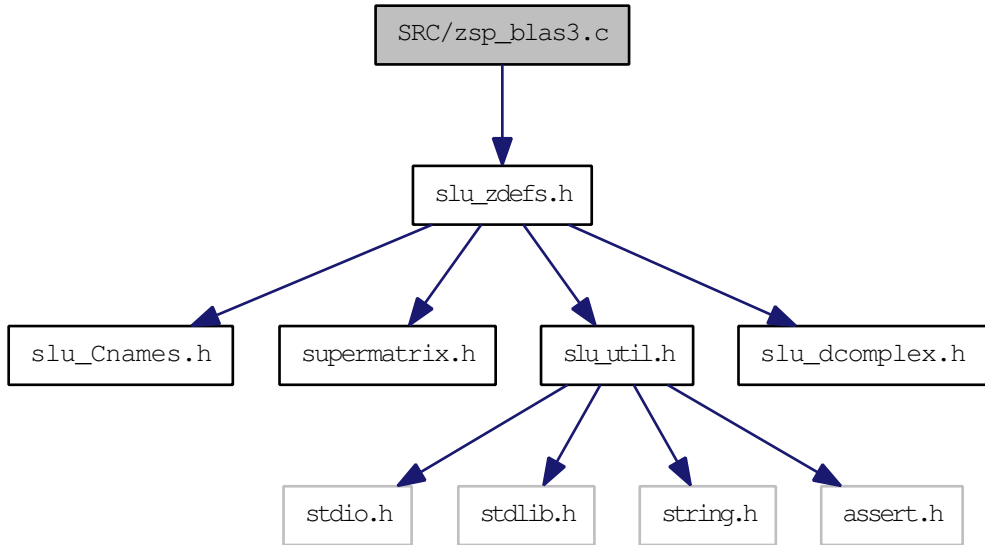 SRC/zsp_blas3.c
slu_zdefs.h
slu_Cnames.h
supermatrix.h
slu_util.h
slu_dcomplex.h
stdio.h
stdlib.h
string.h
assert.h